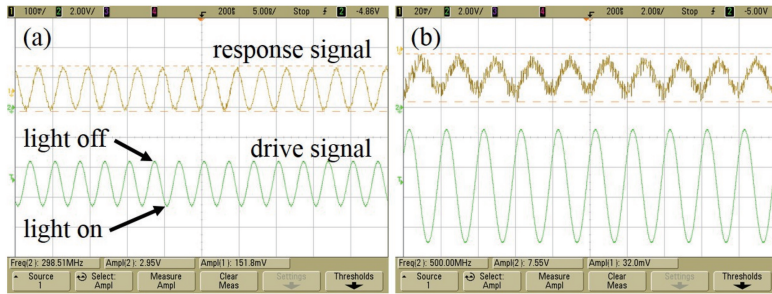 1 100mV/ 2 2.00V/ 3 4 200ms 5.00s/ Stop 2 -4.86V
(a)
response signal
light off
drive signal
light on
Freq(2): 298.51MHz Ampl(2): 2.95V Ampl(1): 151.8mV
Source
1
Select:
Ampl
Measure
Ampl
Clear
Meas
Settings
Thresholds
1 20mV/ 2 2.00V/ 3 4 2.00s/ Stop 2 -5.00V
(b)
Freq(2): 500.00MHz Ampl(2): 7.55V Ampl(1): 32.0mV
Source
1
Select:
Ampl
Measure
Ampl
Clear
Meas
Settings
Thresholds